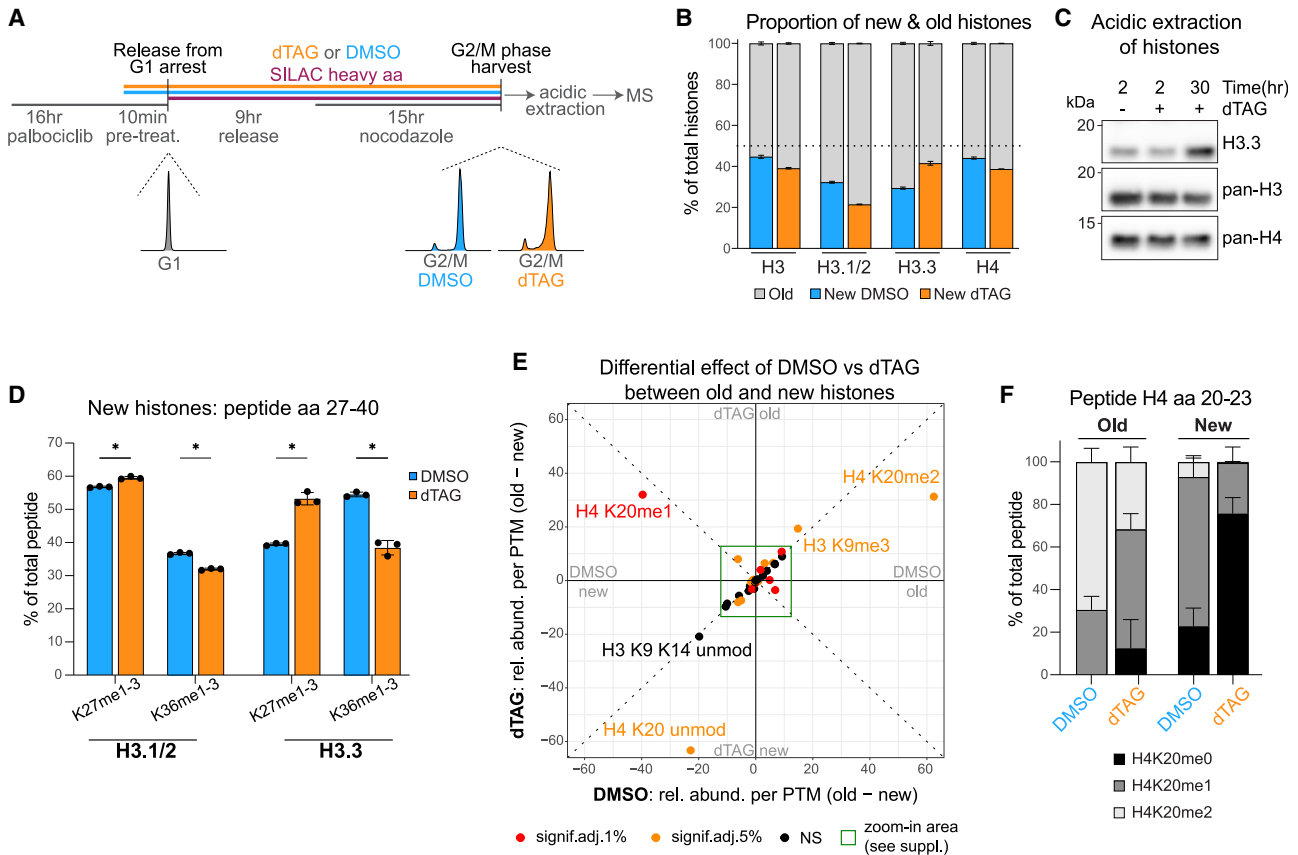 A
Release from
G1 arrest
dTAG or DMSO
SILAC heavy aa
G2/M phase
harvest
acidic
extraction
MS
16hr
palbociclib
10min
pre-treat.
9hr
release
15hr
nocodazole
G1
G2/M
DMSO
G2/M
dTAG
B
Proportion of new & old histones
% of total histones
100
80
60
40
20
0
H3
H3.1/2
H3.3
H4
Old
New DMSO
New dTAG
C
Acidic extraction
of histones
2 2 30 Time(hr)
- + + dTAG
kDa
20
H3.3
20
pan-H3
15
pan-H4
D
New histones: peptide aa 27-40
% of total peptide
70
60
50
40
30
20
10
0
* * * *
DMSO
dTAG
K27me1-3
K36me1-3
K27me1-3
K36me1-3
H3.1/2
H3.3
E
Differential effect of DMSO vs dTAG
between old and new histones
dTAG: rel. abund. per PTM (old − new)
60
40
20
0
−20
−40
−60
dTAG old
H4 K20me2
H4 K20me1
H3 K9me3
DMSO
new
DMSO
old
H3 K9 K14 unmod
H4 K20 unmod
dTAG new
−60 −40 −20 0 20 40 60
DMSO: rel. abund. per PTM (old − new)
signif.adj.1%
signif.adj.5%
NS
zoom-in area
(see suppl.)
F
Peptide H4 aa 20-23
Old
New
% of total peptide
100
80
60
40
20
0
DMSO
dTAG
DMSO
dTAG
H4K20me0
H4K20me1
H4K20me2